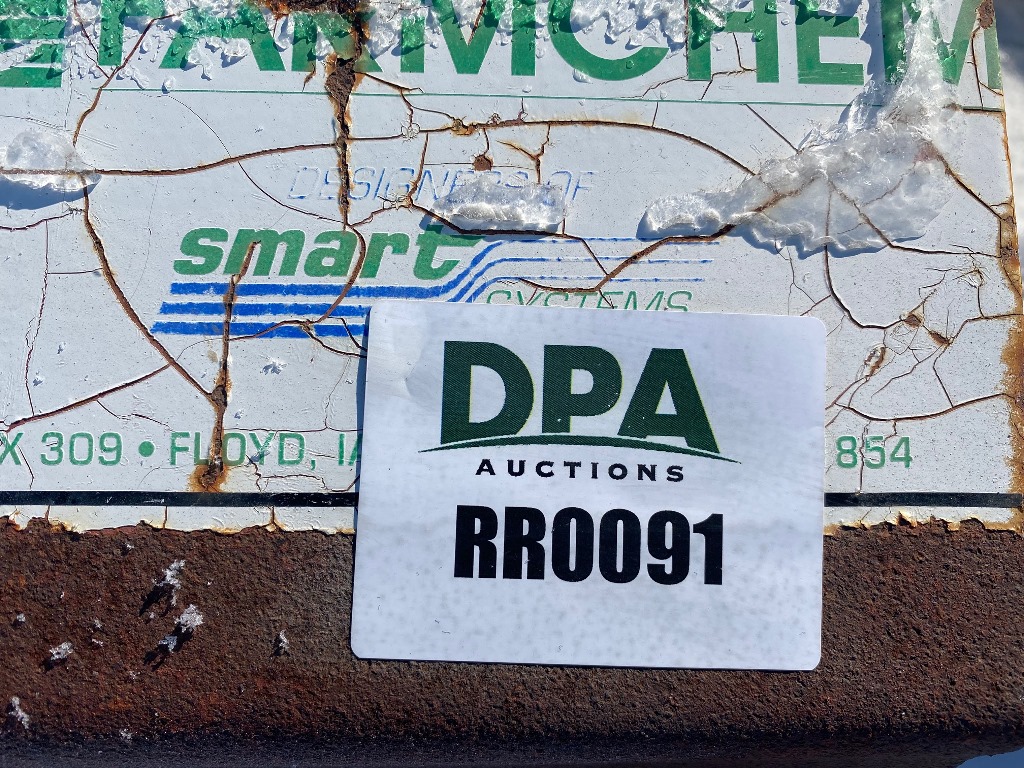 FARMCHEM
DESIGNERS OF
smart
SYSTEMS
X 309 • FLOYD, IA 854
DPA
AUCTIONS
RR0091